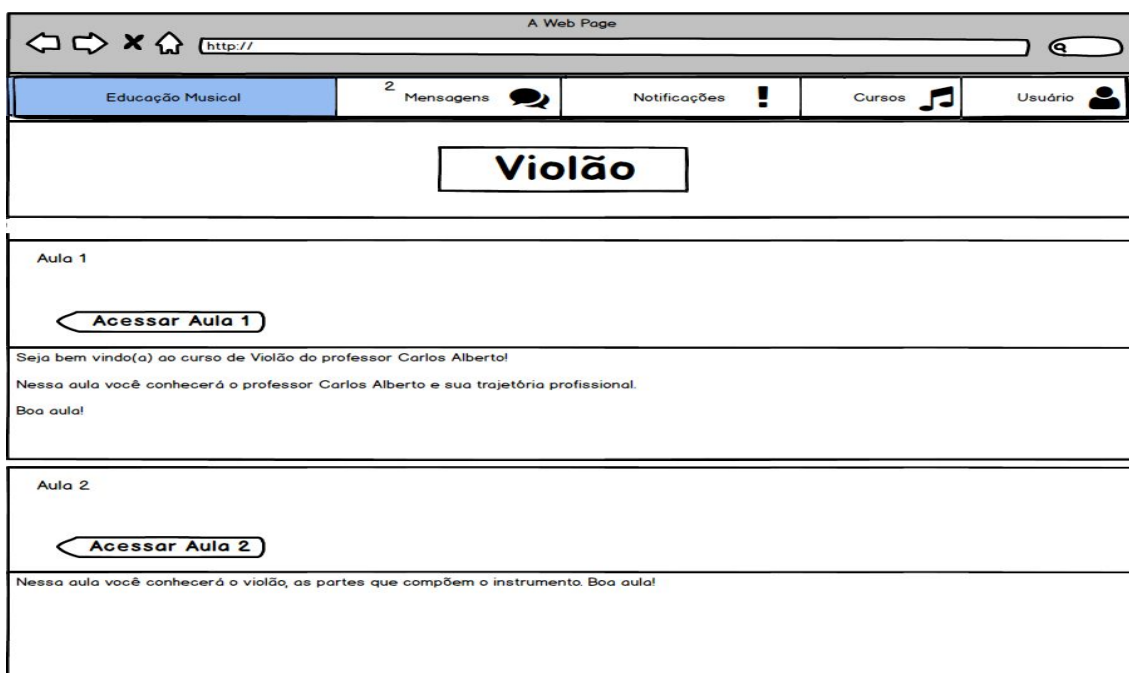 A Web Page
http://
Educação Musical
2
Mensagens
Notificações
Cursos
Usuário
Violão
Aula 1
Acessar Aula 1
Seja bem vindo(a) ao curso de Violão do professor Carlos Alberto!
Nessa aula você conhecerá o professor Carlos Alberto e sua trajetória profissional.
Boa aula!
Aula 2
Acessar Aula 2
Nessa aula você conhecerá o violão, as partes que compõem o instrumento. Boa aula!